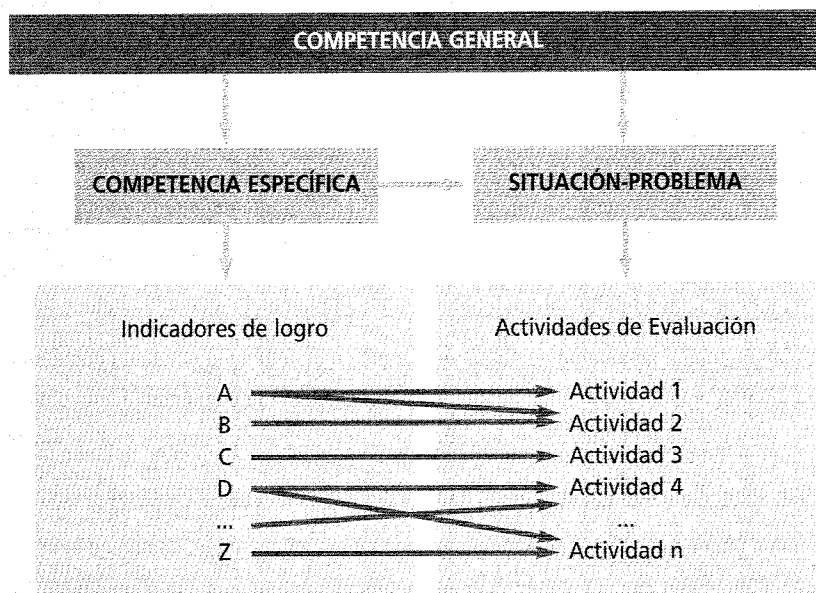 COMPETENCIA GENERAL
COMPETENCIA ESPECÍFICA
SITUACIÓN-PROBLEMA
Indicadores de logro
Actividades de Evaluación
A
Actividad 1
B
Actividad 2
C
Actividad 3
D
Actividad 4
...
...
Z
Actividad n